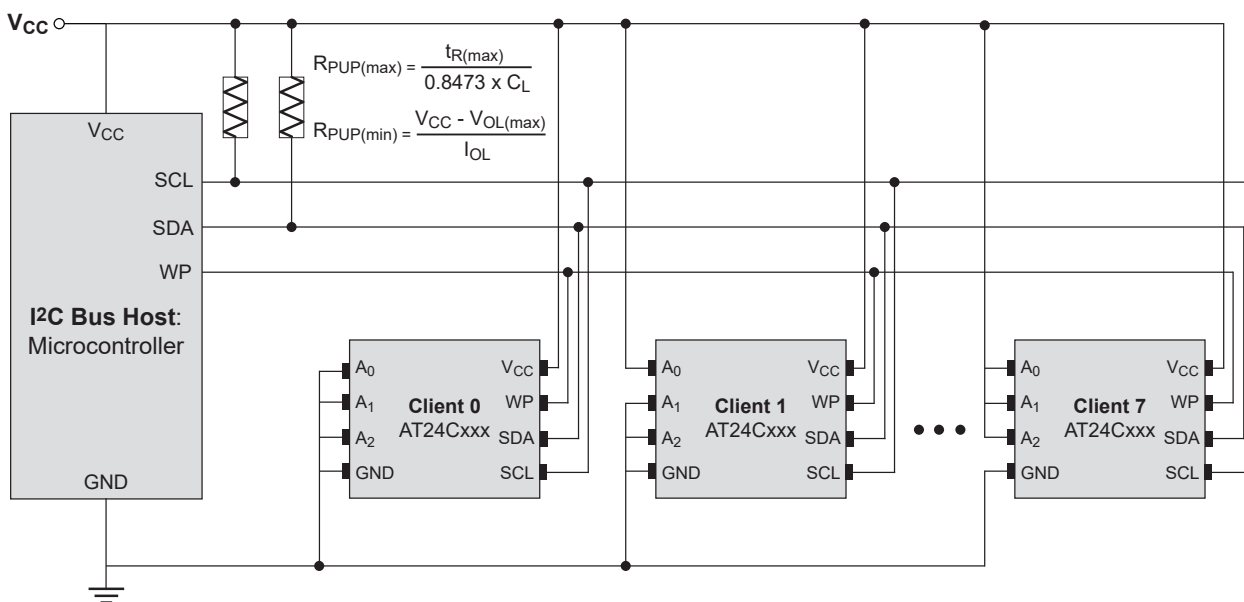 VCC
RPUP(max) = tR(max) / 0.8473 x CL
RPUP(min) = VCC - VOL(max) / IOL
VCC
SCL
SDA
WP
I2C Bus Host:
Microcontroller
GND
A0 VCC
A1 Client 0 WP
AT24Cxxx
A2 SDA
GND SCL
A0 VCC
A1 Client 1 WP
AT24Cxxx
A2 SDA
GND SCL
A0 VCC
A1 Client 7 WP
AT24Cxxx
A2 SDA
GND SCL